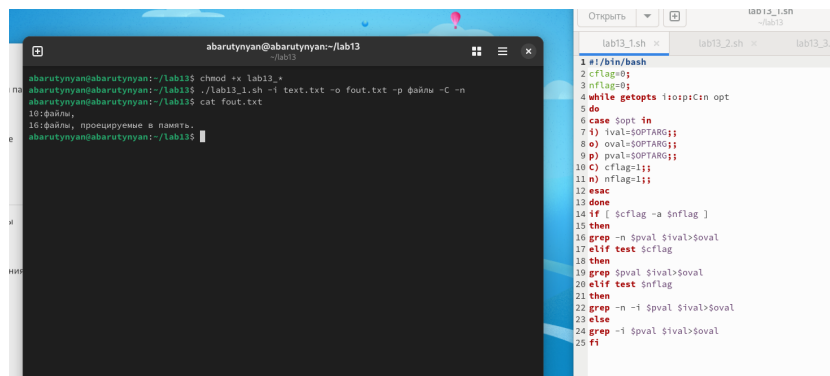 abarutynyan@abarutynyan:~/lab13
~/lab13
abarutynyan@abarutynyan:~/lab13$ chmod +x lab13_*
abarutynyan@abarutynyan:~/lab13$ ./lab13_1.sh -i text.txt -o fout.txt -p файлы -C -n
abarutynyan@abarutynyan:~/lab13$ cat fout.txt
10:файлы,
16:файлы, проецируемые в память.
abarutynyan@abarutynyan:~/lab13$
Открыть
lab13_1.sh
~/lab13
lab13_1.sh × lab13_2.sh × lab13_3.
1 #!/bin/bash
2 cflag=0;
3 nflag=0;
4 while getopts i:o:p:C:n opt
5 do
6 case $opt in
7 i) ival=$OPTARG;;
8 o) oval=$OPTARG;;
9 p) pval=$OPTARG;;
10 C) cflag=1;;
11 n) nflag=1;;
12 esac
13 done
14 if [ $cflag -a $nflag ]
15 then
16 grep -n $pval $ival>$oval
17 elif test $cflag
18 then
19 grep $pval $ival>$oval
20 elif test $nflag
21 then
22 grep -n -i $pval $ival>$oval
23 else
24 grep -i $pval $ival>$oval
25 fi